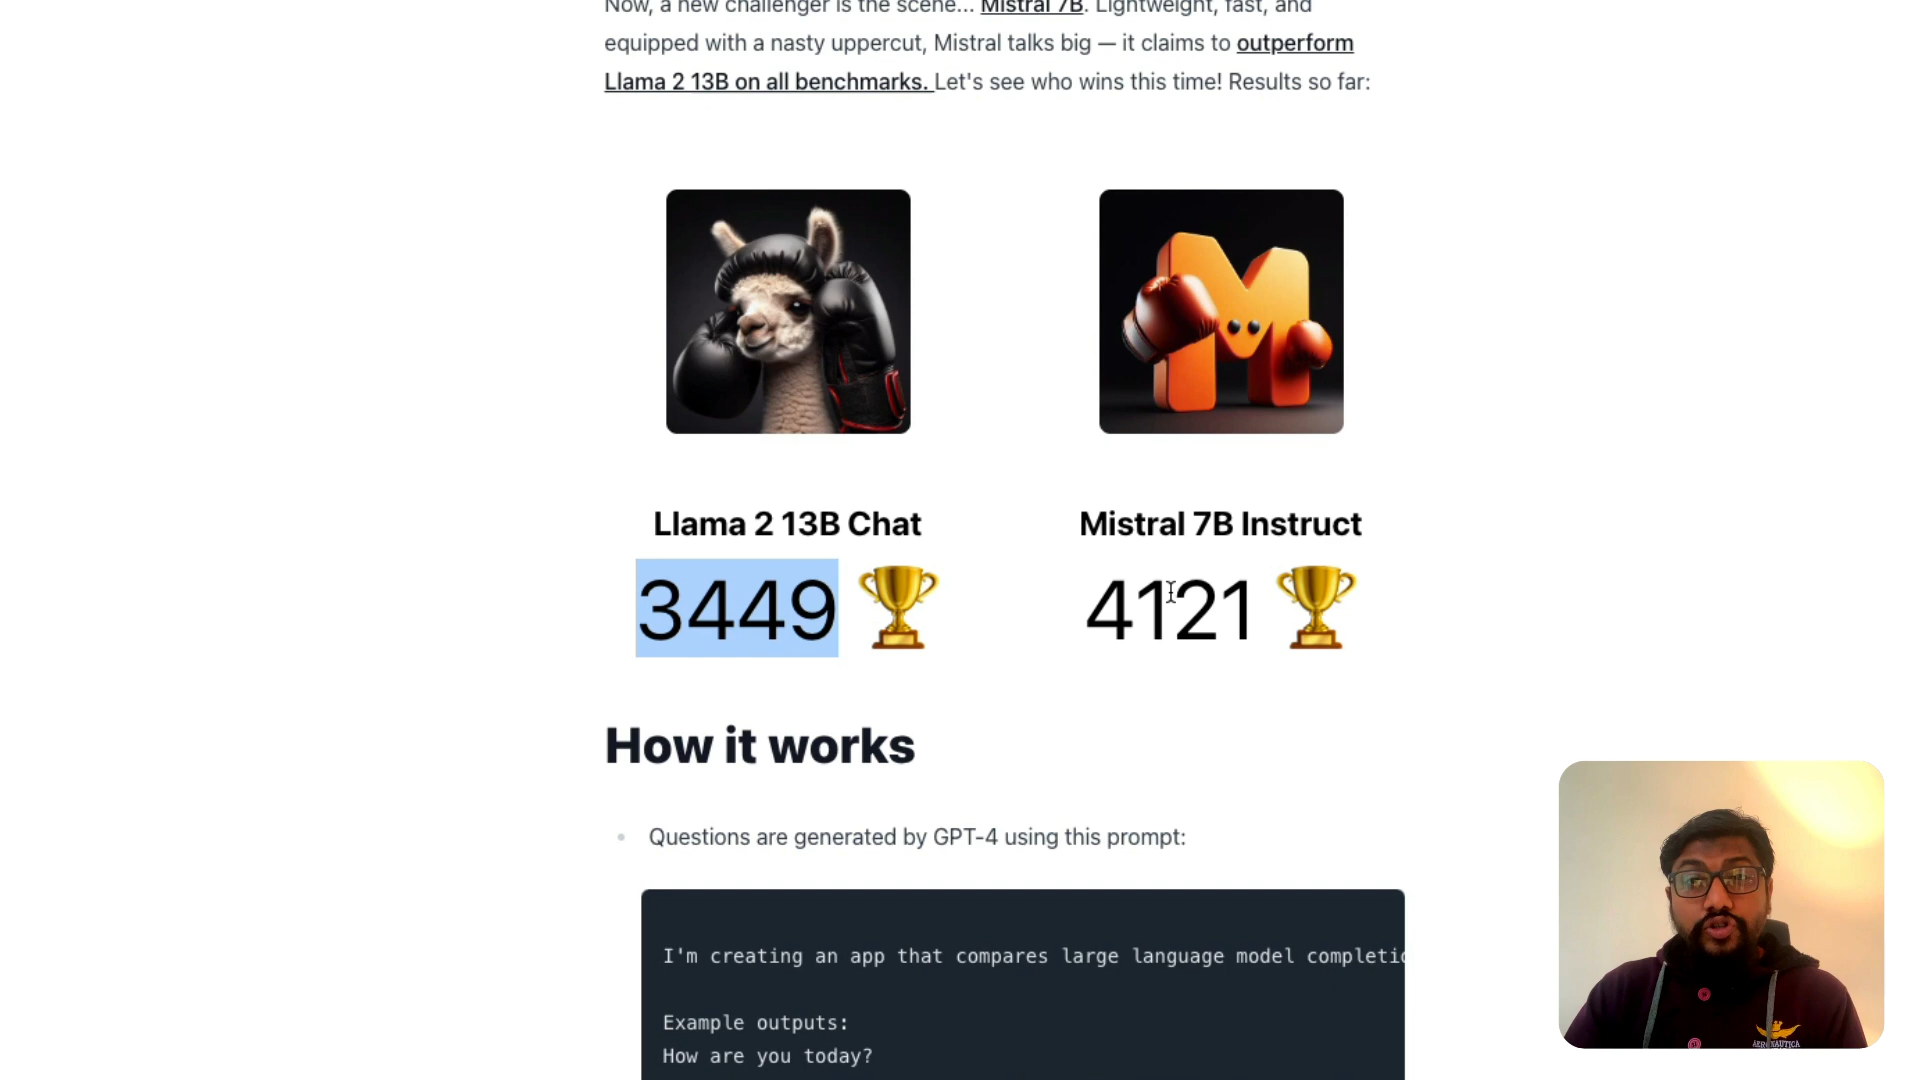 Now, a new challenger is the scene... Mistral 7B. Lightweight, fast, and
equipped with a nasty uppercut, Mistral talks big — it claims to outperform
Llama 2 13B on all benchmarks. Let's see who wins this time! Results so far:
Llama 2 13B Chat
Mistral 7B Instruct
3449 🏆
4121 🏆
How it works
• Questions are generated by GPT-4 using this prompt:
I'm creating an app that compares large language model completio
Example outputs:
How are you today?
AERONAUTICA